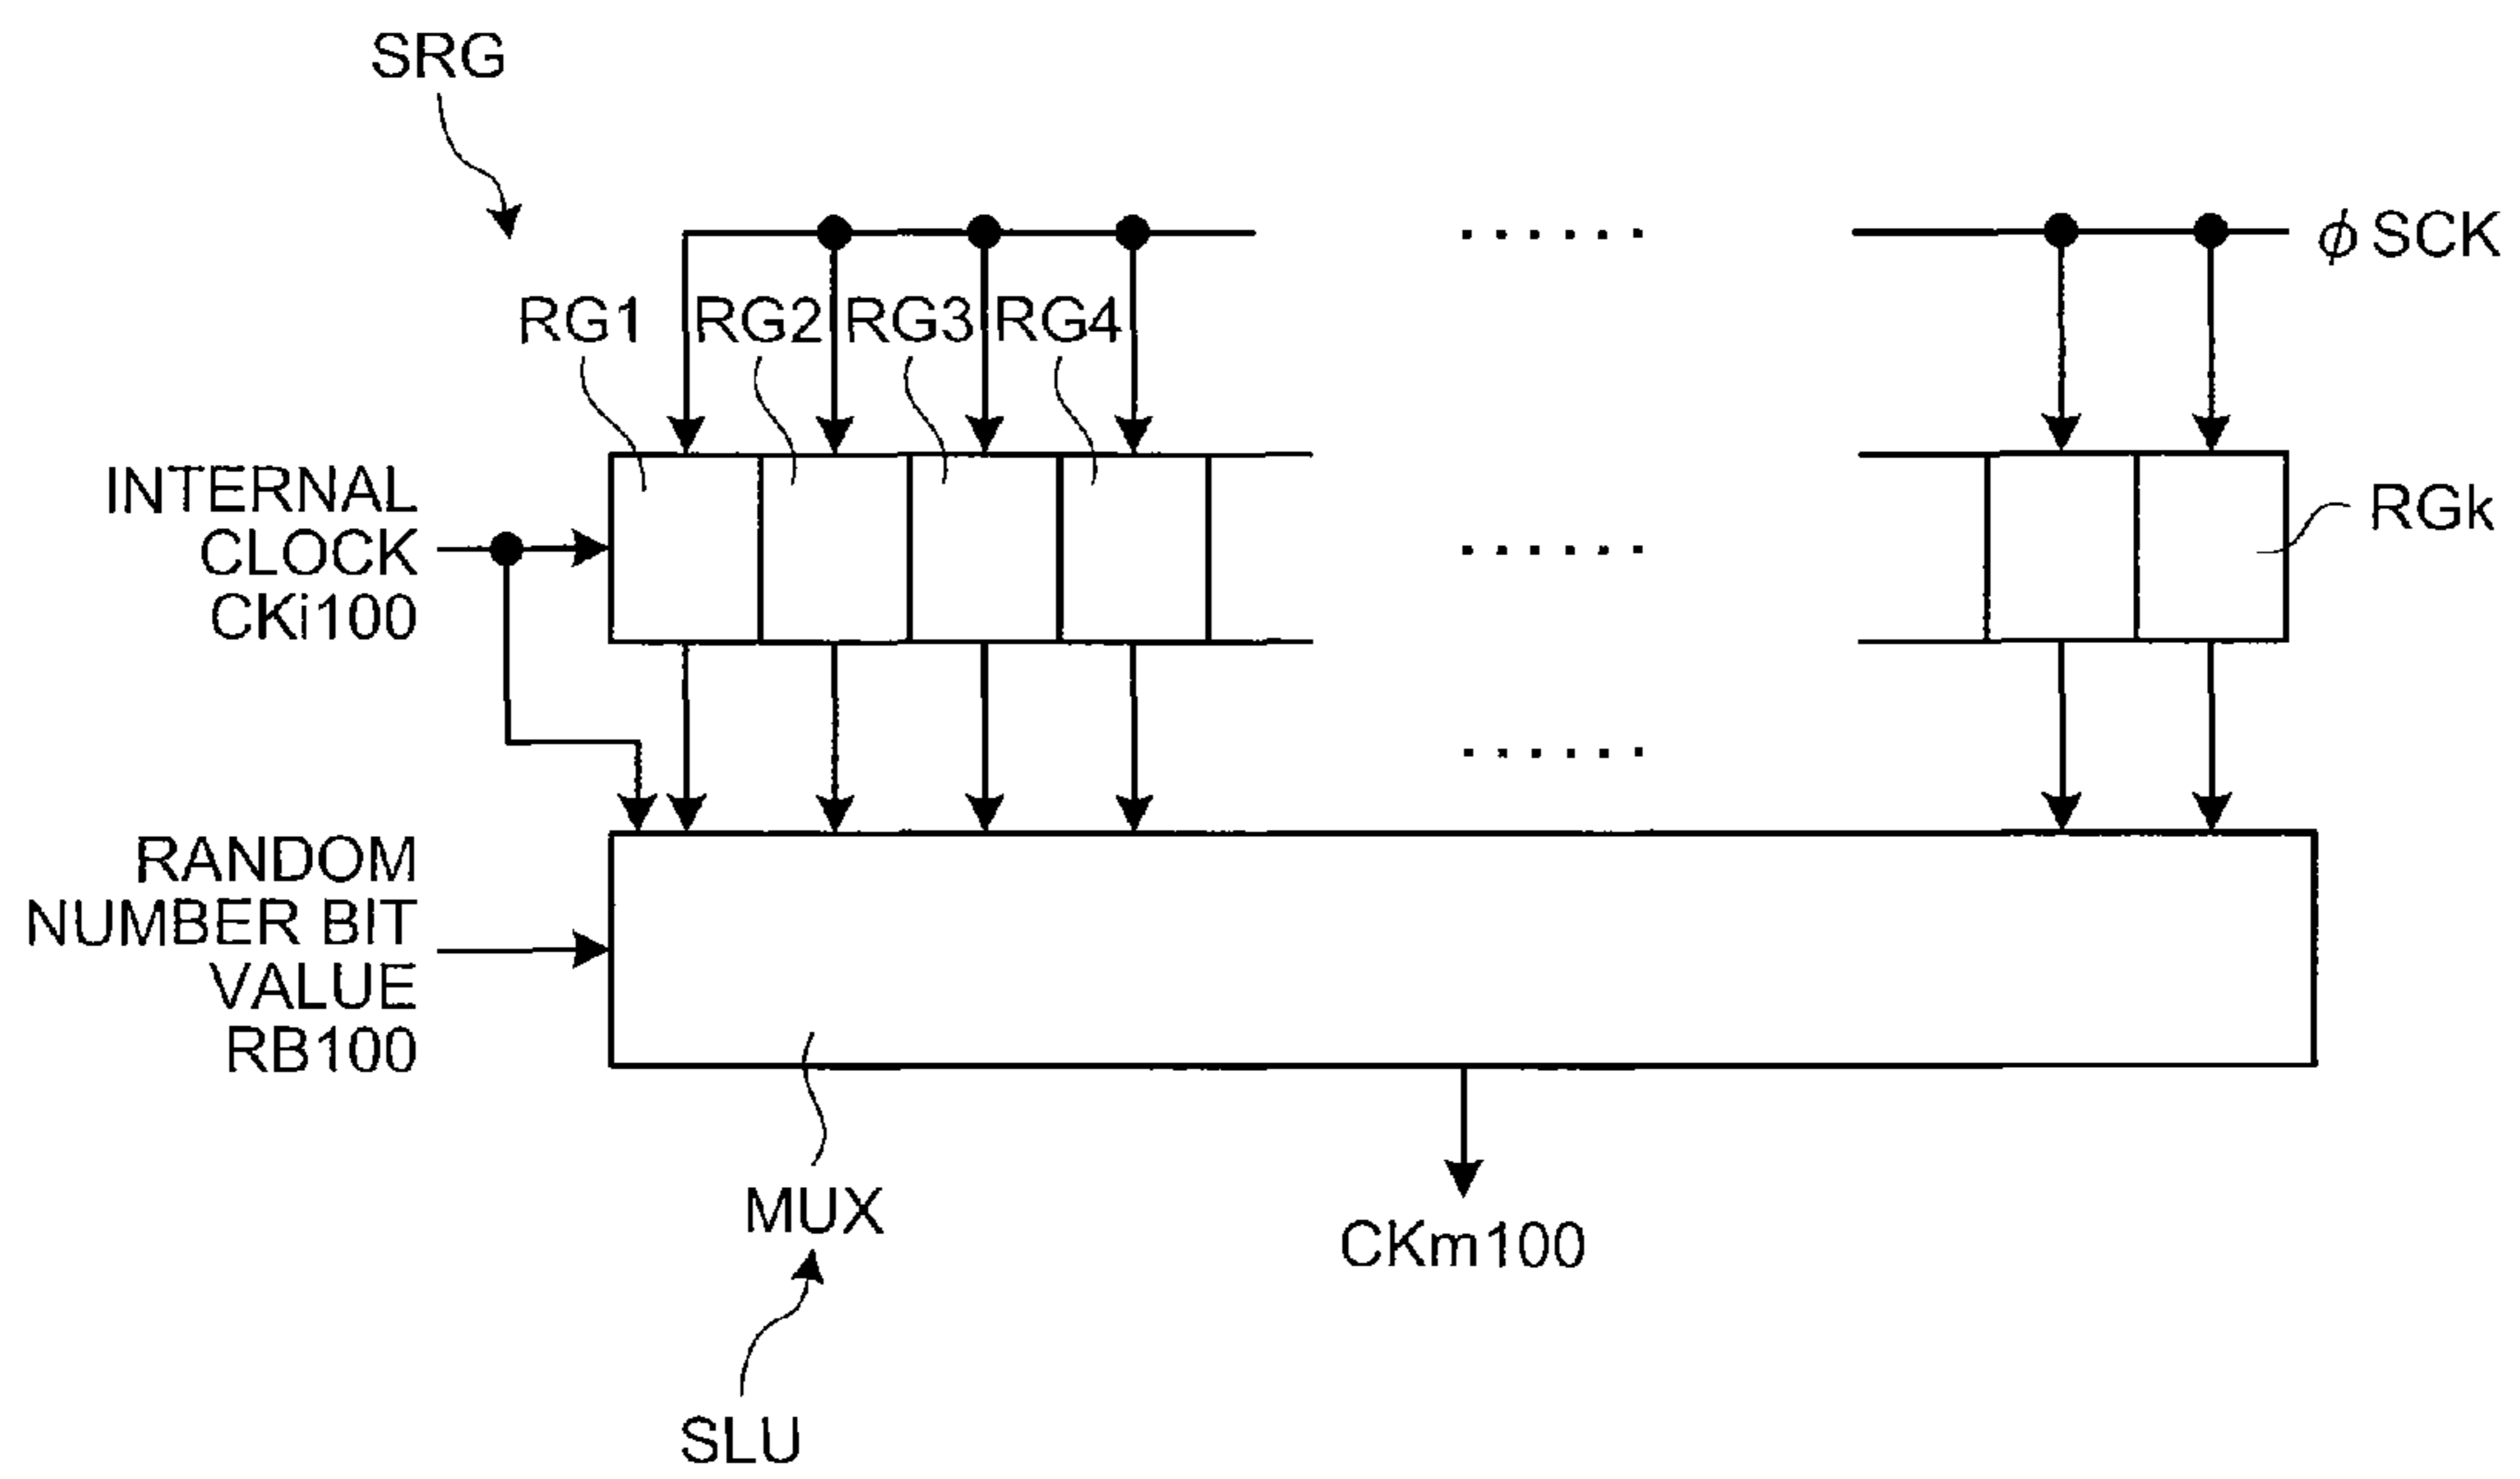 SRG
ϕSCK
RG1
RG2
RG3
RG4
INTERNAL
CLOCK
CKi100
RGk
RANDOM
NUMBER BIT
VALUE
RB100
MUX
CKm100
SLU